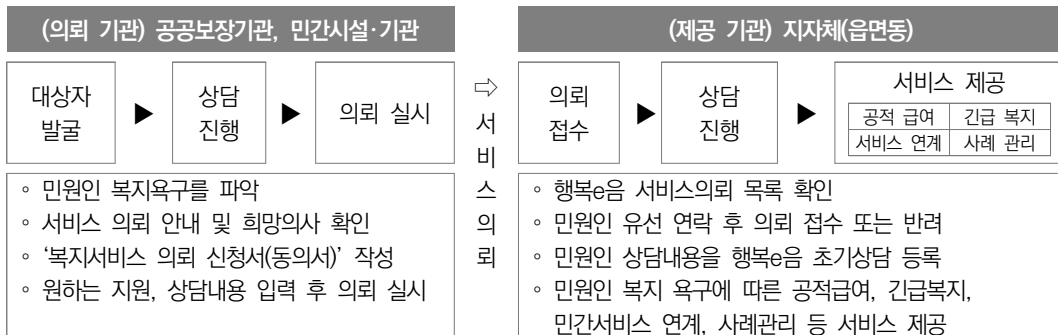 (의뢰 기관) 공공보장기관, 민간시설·기관
대상자
발굴
▶
상담
진행
▶
의뢰 실시
◦ 민원인 복지욕구를 파악
◦ 서비스 의뢰 안내 및 희망의사 확인
◦ ‘복지서비스 의뢰 신청서(동의서)’ 작성
◦ 원하는 지원, 상담내용 입력 후 의뢰 실시
⇨
서
비
스
의
뢰
(제공 기관) 지자체(읍면동)
의뢰
접수
▶
상담
진행
▶
서비스 제공
공적 급여 긴급 복지
서비스 연계 사례 관리
◦ 행복e음 서비스의뢰 목록 확인
◦ 민원인 유선 연락 후 의뢰 접수 또는 반려
◦ 민원인 상담내용을 행복e음 초기상담 등록
◦ 민원인 복지 욕구에 따른 공적급여, 긴급복지,
민간서비스 연계, 사례관리 등 서비스 제공